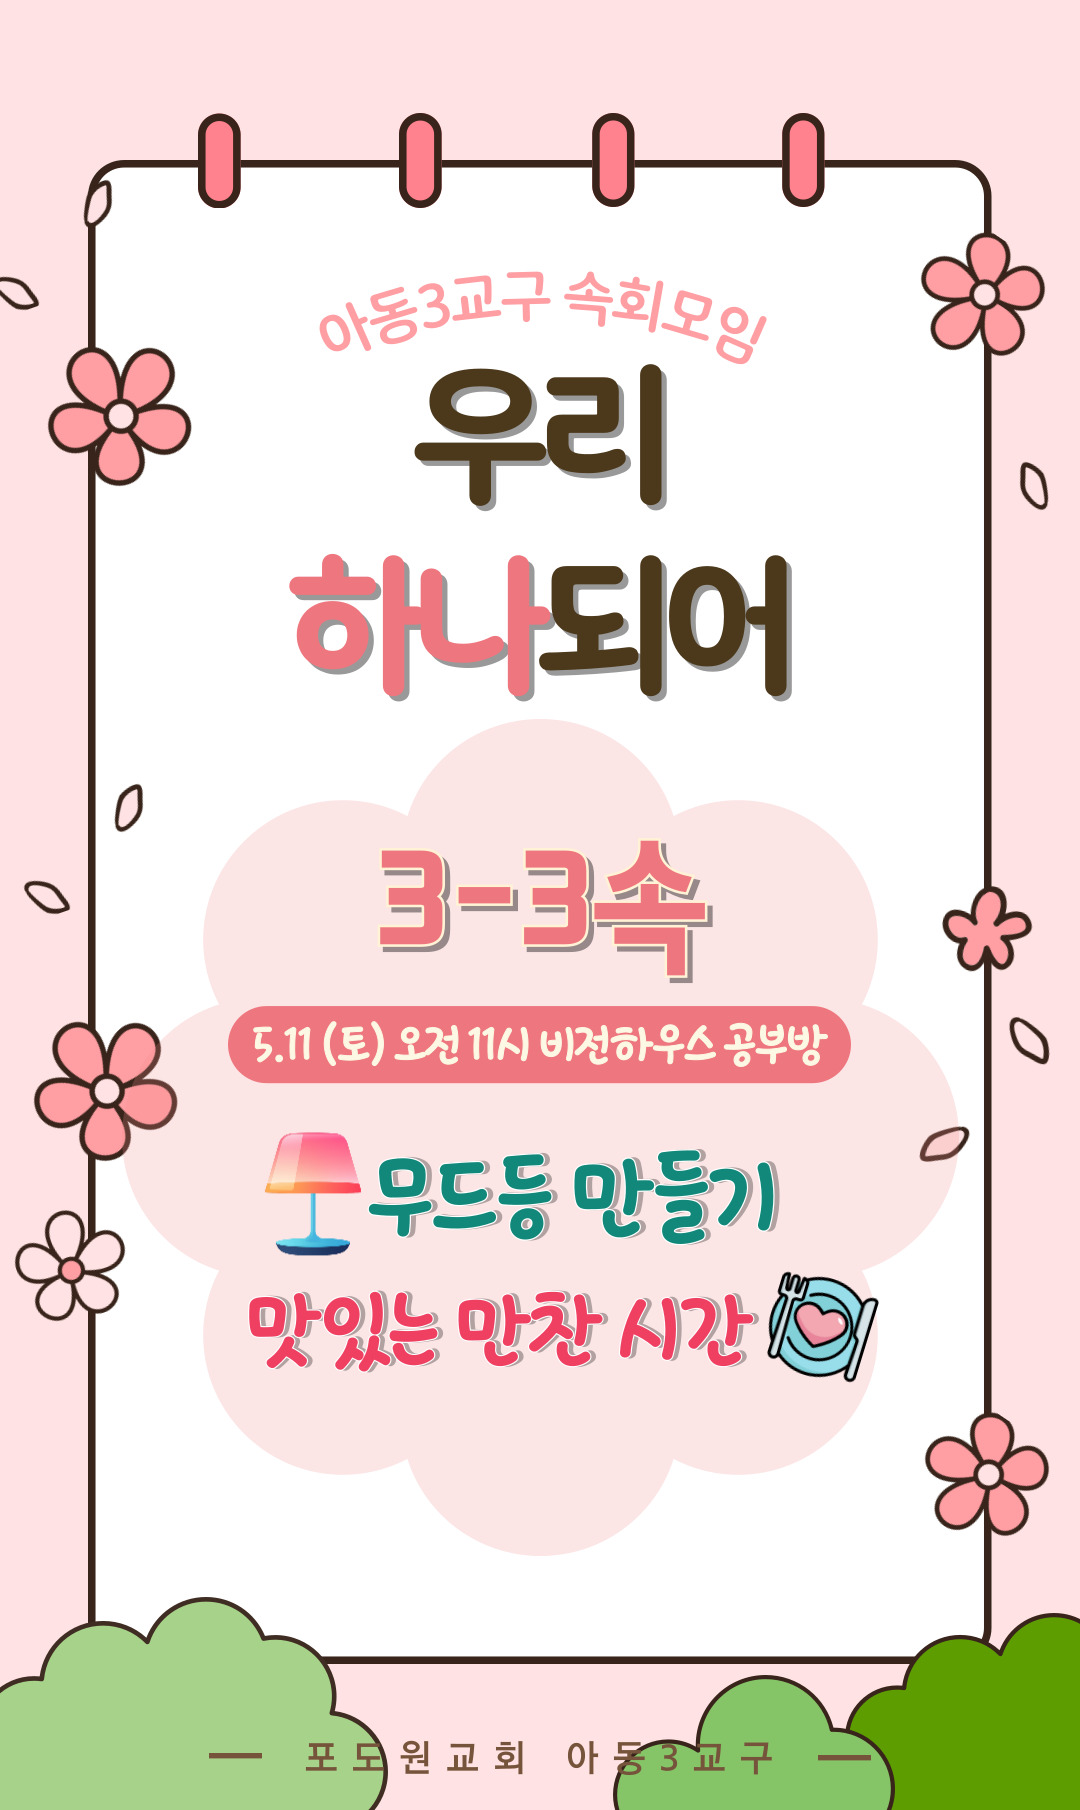 아동3교구 속회모임
우리
하나되어
3-3속
5.11 (토) 오전 11시 비전하우스 공부방
무드등 만들기
맛있는 만찬 시간
포도원교회 아동3교구